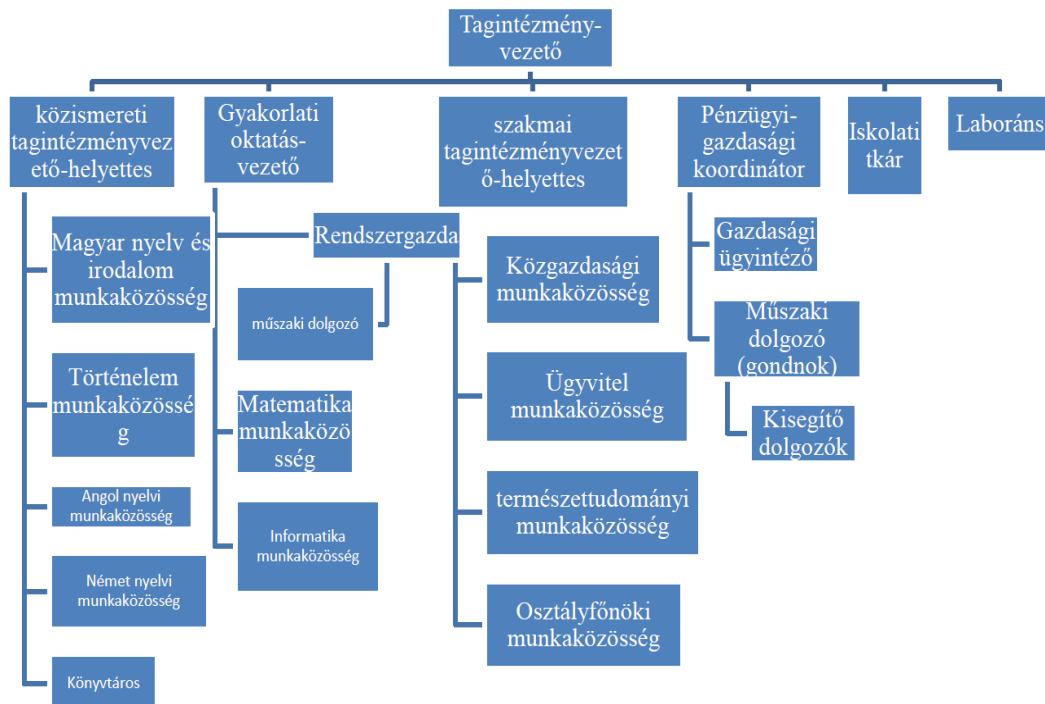 Tagintézmény-
vezető
közismereti
tagintézményvez
ető-helyettes
Gyakorlati
oktatás-
vezető
szakmai
tagintézményvezet
ő-helyettes
Pénzügyi-
gazdasági
koordinátor
Iskolati
tkár
Laboráns
Magyar nyelv és
irodalom
munkaközösség
Történelem
munkaközössé
g
Angol nyelvi
munkaközösség
Német nyelvi
munkaközösség
Könyvtáros
Rendszergazda
műszaki dolgozó
Matematika
munkaközö
sség
Informatika
munkaközösség
Közgazdasági
munkaközösség
Ügyvitel
munkaközösség
természettudományi
munkaközösség
Osztályfőnöki
munkaközösség
Gazdasági
ügyintéző
Műszaki
dolgozó
(gondnok)
Kisegítő
dolgozók